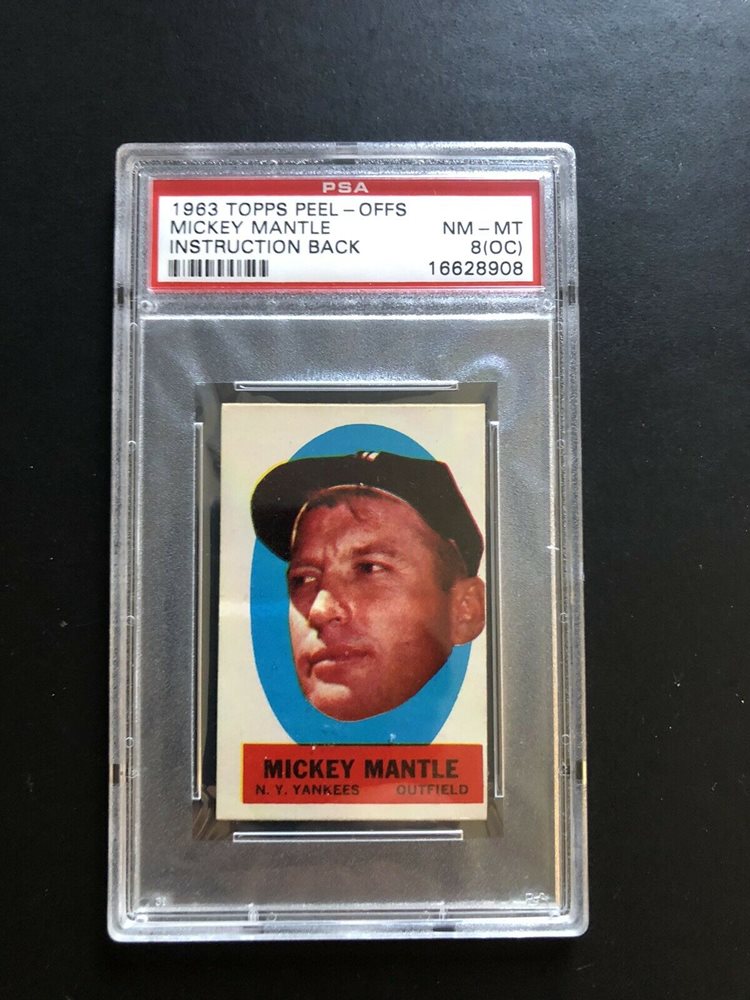 PSA
1963 TOPPS PEEL-OFFS
MICKEY MANTLE NM-MT
INSTRUCTION BACK 8(OC)
16628908
MICKEY MANTLE
N. Y. YANKEES OUTFIELD